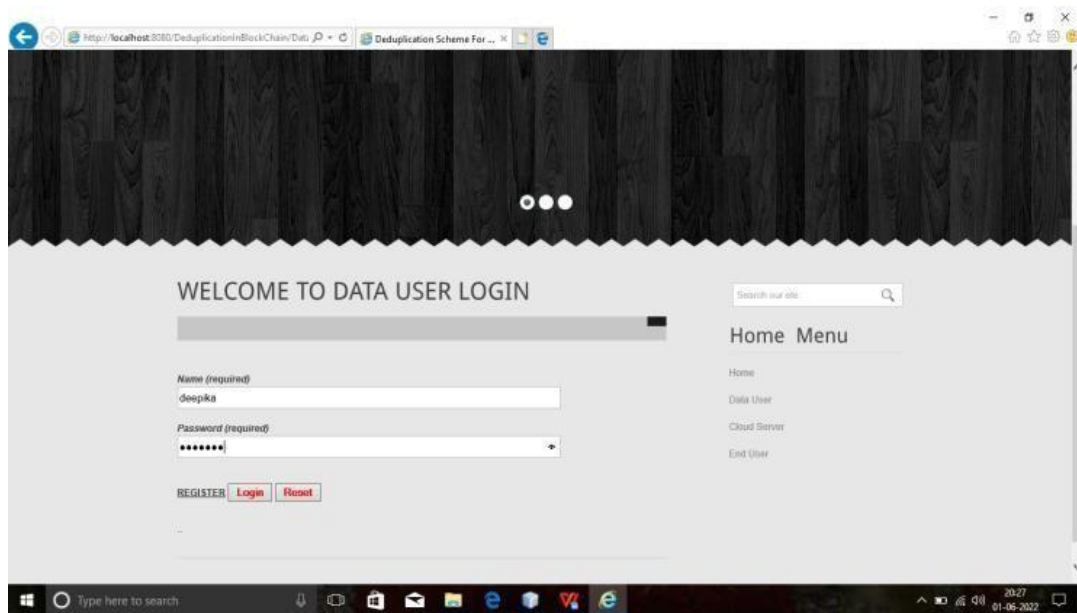 http://localhost:8080/DeduplicationInBlockChain/Data
Deduplication Scheme For ...
WELCOME TO DATA USER LOGIN
Search our site
Home Menu
Name (required)
deepika
Home
Data User
Password (required)
Cloud Server
End User
REGISTER Login Reset
..
Type here to search
20:27
01-06-2022